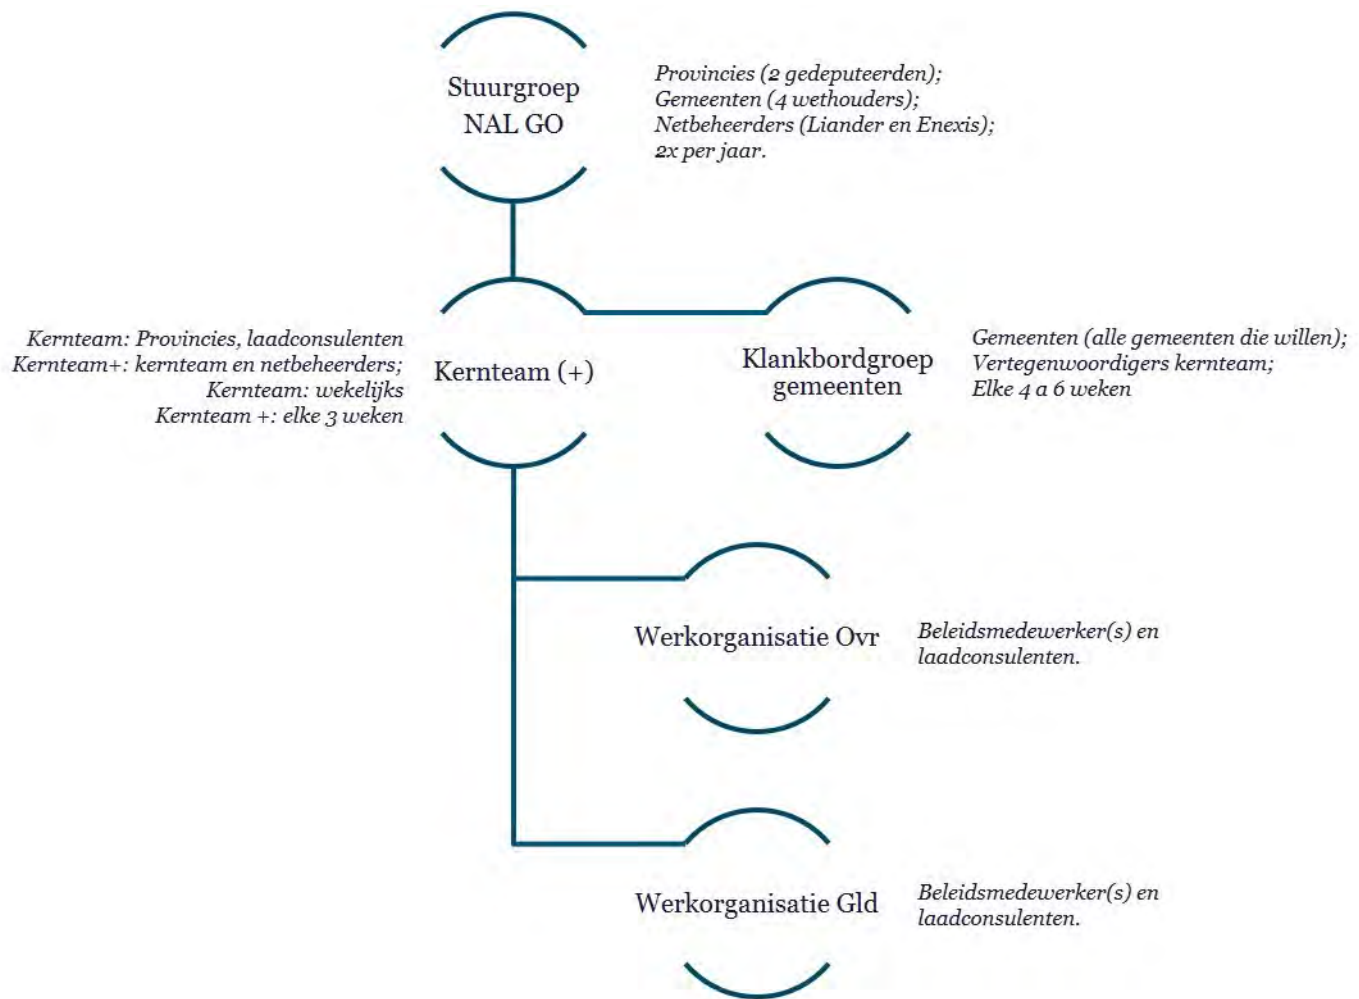 Stuurgroep
NAL GO
Provincies (2 gedeputeerden);
Gemeenten (4 wethouders);
Netbeheerders (Liander en Enexis);
2x per jaar.
Kernteam: Provincies, laadconsulenten
Kernteam+: kernteam en netbeheerders;
Kernteam: wekelijks
Kernteam +: elke 3 weken
Kernteam (+)
Klankbordgroep
gemeenten
Gemeenten (alle gemeenten die willen);
Vertegenwoordigers kernteam;
Elke 4 a 6 weken
Werkorganisatie Ovr
Beleidsmedewerker(s) en
laadconsulenten.
Werkorganisatie Gld
Beleidsmedewerker(s) en
laadconsulenten.